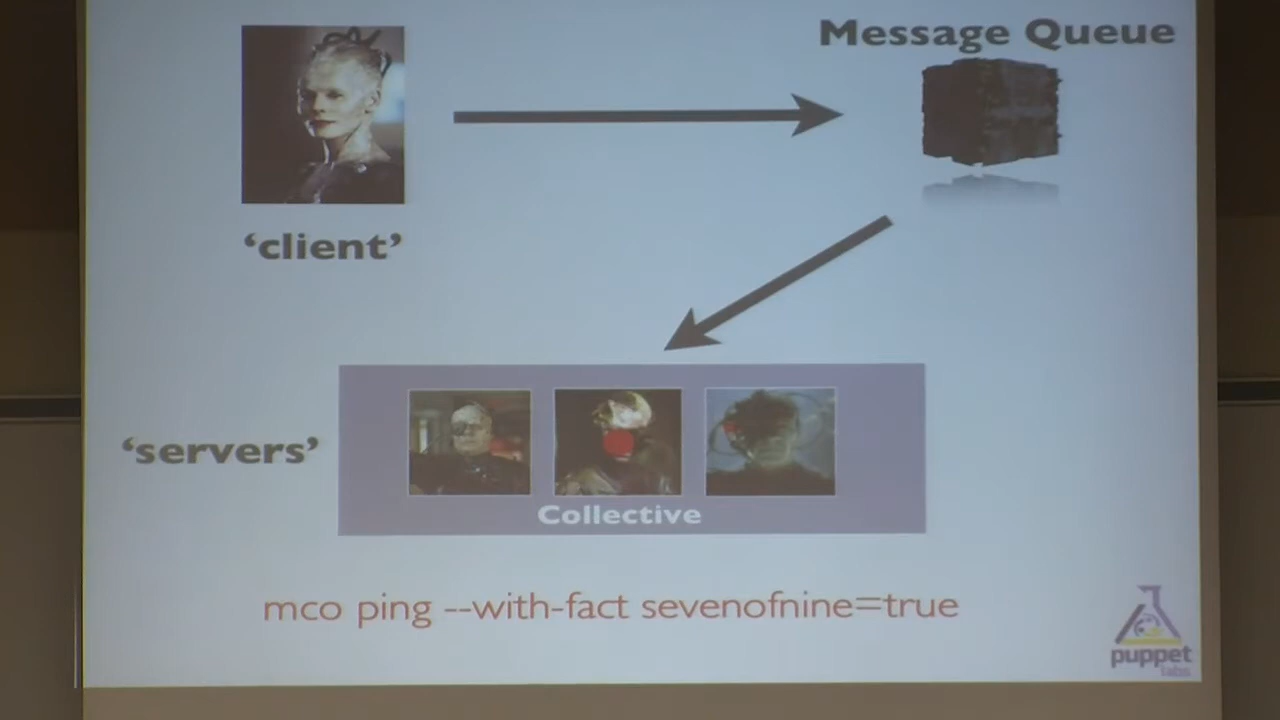 Message Queue
‘client’
‘servers’
Collective
mco ping --with-fact sevenofnine=true
puppet
labs